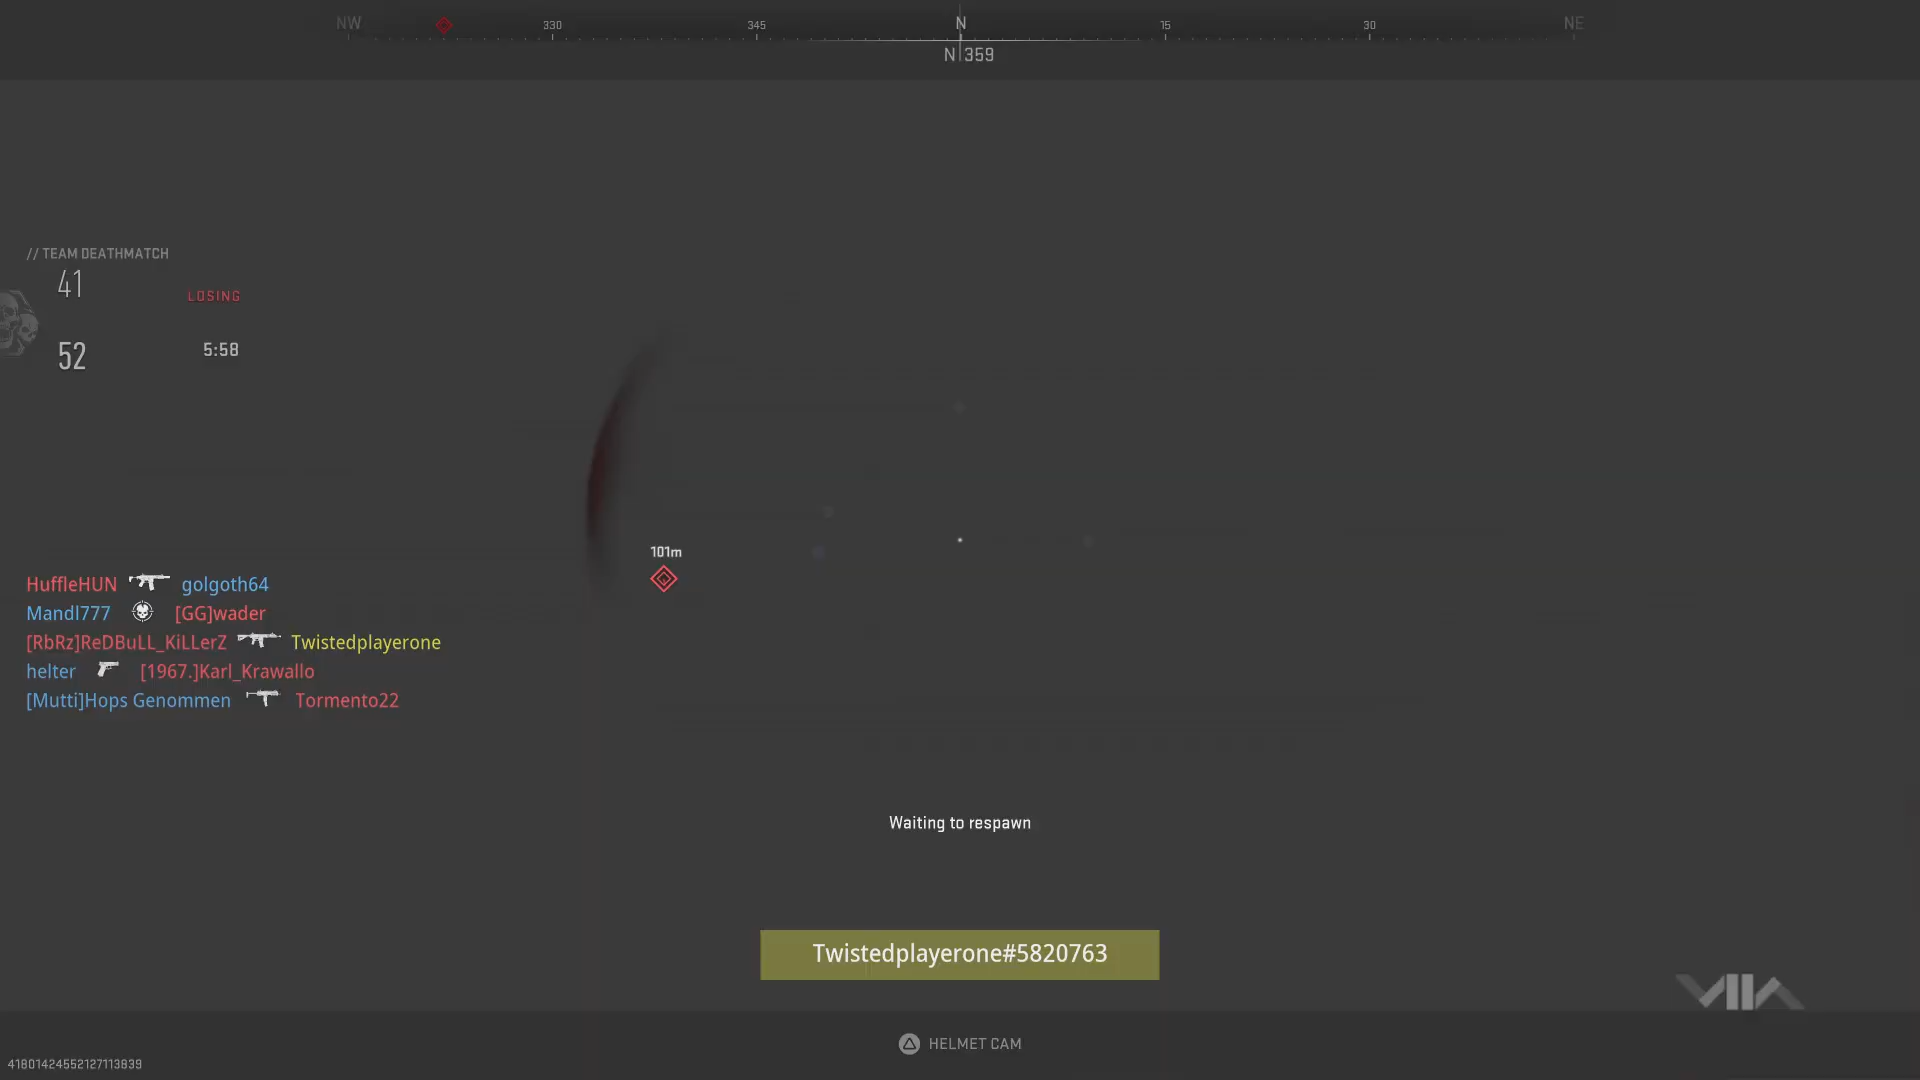 NW 330 345 N 15 30 NE
N 359
// TEAM DEATHMATCH
41
LOSING
52
5:58
101m
HuffleHUN golgoth64
Mandl777 [GG]wader
[RbRz]ReDBuLL_KiLLerZ Twistedplayerone
helter [1967.]Karl_Krawallo
[Mutti]Hops Genommen Tormento22
Waiting to respawn
Twistedplayerone#5820763
HELMET CAM
41801424552127113839